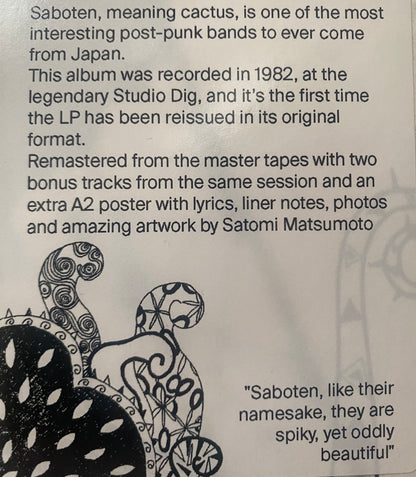 Saboten, meaning cactus, is one of the most
interesting post-punk bands to ever come
from Japan.
This album was recorded in 1982, at the
legendary Studio Dig, and it's the first time
the LP has been reissued in its original
format.
Remastered from the master tapes with two
bonus tracks from the same session and an
extra A2 poster with lyrics, liner notes, photos
and amazing artwork by Satomi Matsumoto
"Saboten, like their
namesake, they are
spiky, yet oddly
beautiful"